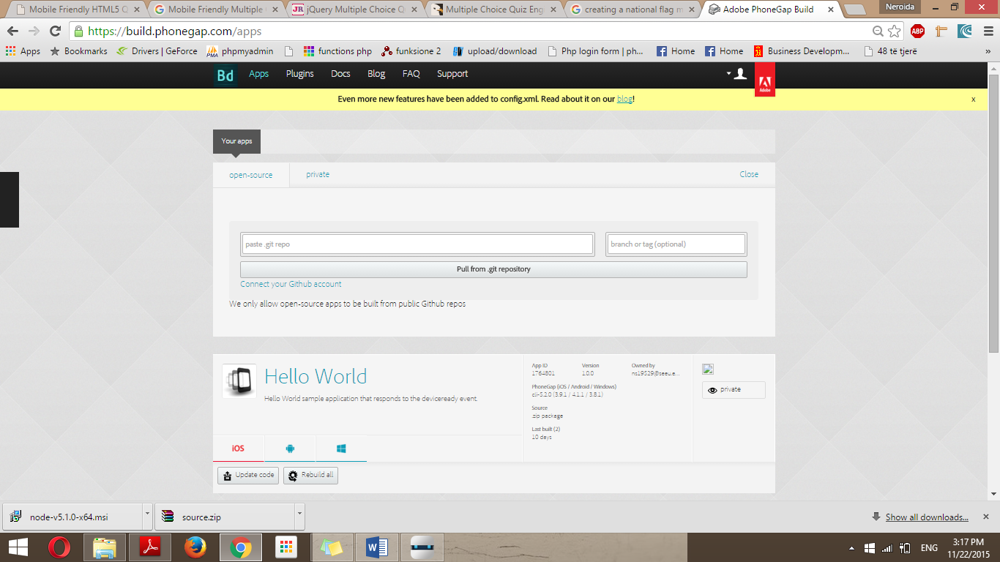 Mobile Friendly HTML5 Q
Mobile Friendly Multiple
jQuery Multiple Choice Q
Multiple Choice Quiz Eng
creating a national flag m
Adobe PhoneGap Build
Neroida
https://build.phonegap.com/apps
ABP
Apps
Bookmarks
Drivers | GeForce
PMA
phpmyadmin
functions php
funksione 2
upload/download
Php login form | ph...
Home
Home
Business Developm...
48 të tjerë
»
Bd
Apps
Plugins
Docs
Blog
FAQ
Support
Adobe
Even more new features have been added to config.xml. Read about it on our blog!
x
Your apps
open-source
private
Close
paste .git repo
branch or tag (optional)
Pull from .git repository
Connect your Github account
We only allow open-source apps to be built from public Github repos
Hello World
Hello World sample application that responds to the deviceready event.
App ID
1764801
Version
1.0.0
Owned by
ns19529@seeu.e...
PhoneGap (iOS / Android / Windows)
cli-5.2.0 (3.9.1 / 4.1.1 / 3.8.1)
Source
.zip package
Last built (2)
10 days
private
iOS
Update code
Rebuild all
node-v5.1.0-x64.msi
source.zip
Show all downloads...
ENG
3:17 PM
11/22/2015